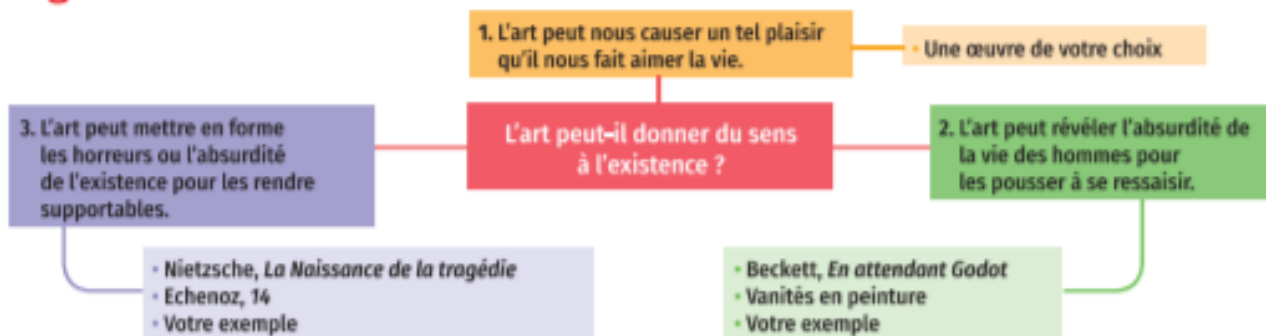 1. L'art peut nous causer un tel plaisir
qu'il nous fait aimer la vie.
• Une œuvre de votre choix
L'art peut-il donner du sens
à l'existence ?
2. L'art peut révéler l'absurdité de
la vie des hommes pour
les pousser à se ressaisir.
• Beckett, En attendant Godot
• Vanités en peinture
• Votre exemple
3. L'art peut mettre en forme
les horreurs ou l'absurdité
de l'existence pour les rendre
supportables.
• Nietzsche, La Naissance de la tragédie
• Echenoz, 14
• Votre exemple